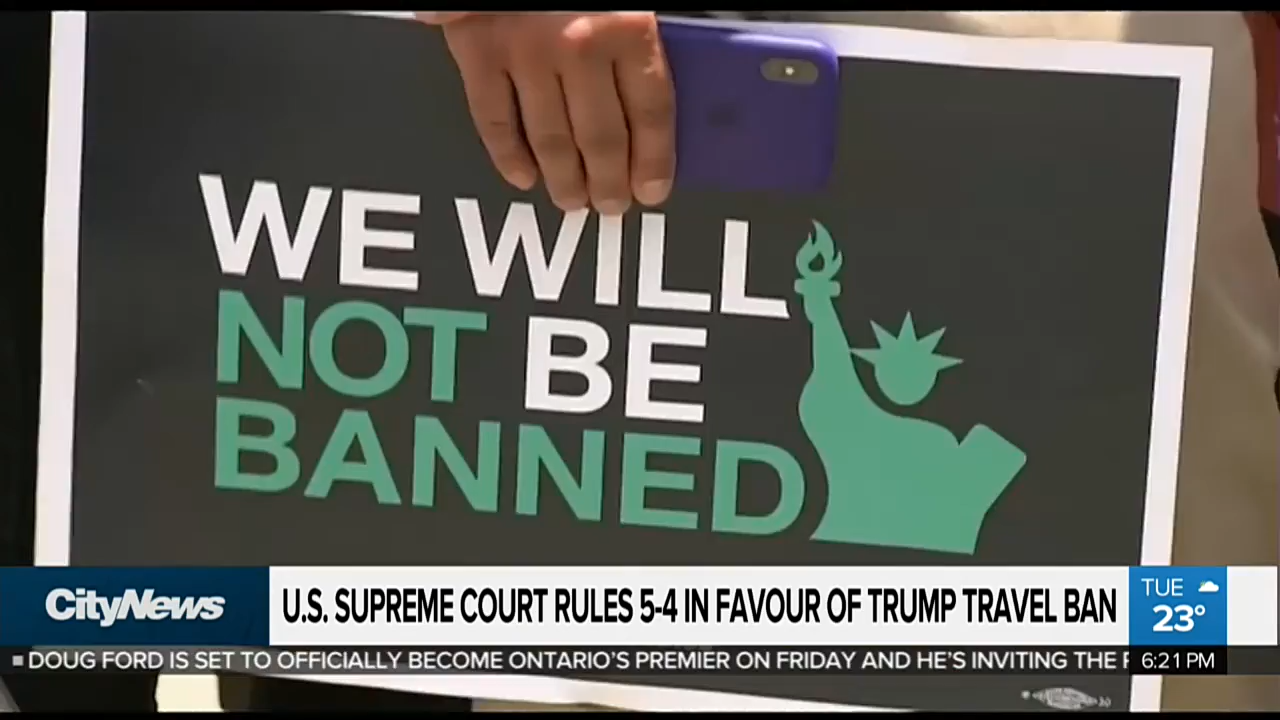 WE WILL
NOT BE
BANNED
CityNews
U.S. SUPREME COURT RULES 5-4 IN FAVOUR OF TRUMP TRAVEL BAN
TUE
23°
DOUG FORD IS SET TO OFFICIALLY BECOME ONTARIO'S PREMIER ON FRIDAY AND HE'S INVITING THE
6:21 PM